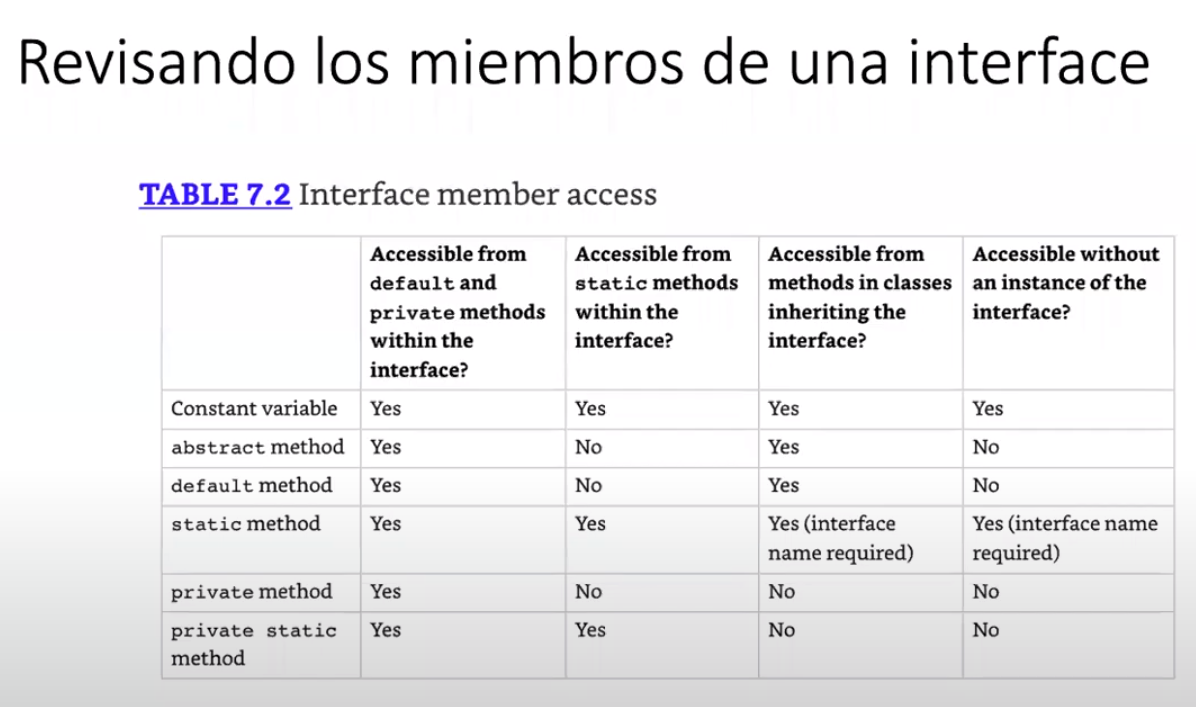 Revisando los miembros de una interface
TABLE 7.2 Interface member access
Accessible from
default and
private methods
within the
interface?
Accessible from
static methods
within the
interface?
Accessible from
methods in classes
inheriting the
interface?
Accessible without
an instance of the
interface?
Constant variable Yes Yes Yes Yes
abstract method Yes No Yes No
default method Yes No Yes No
static method Yes Yes Yes (interface
name required) Yes (interface name
required)
private method Yes No No No
private static
method Yes Yes No No